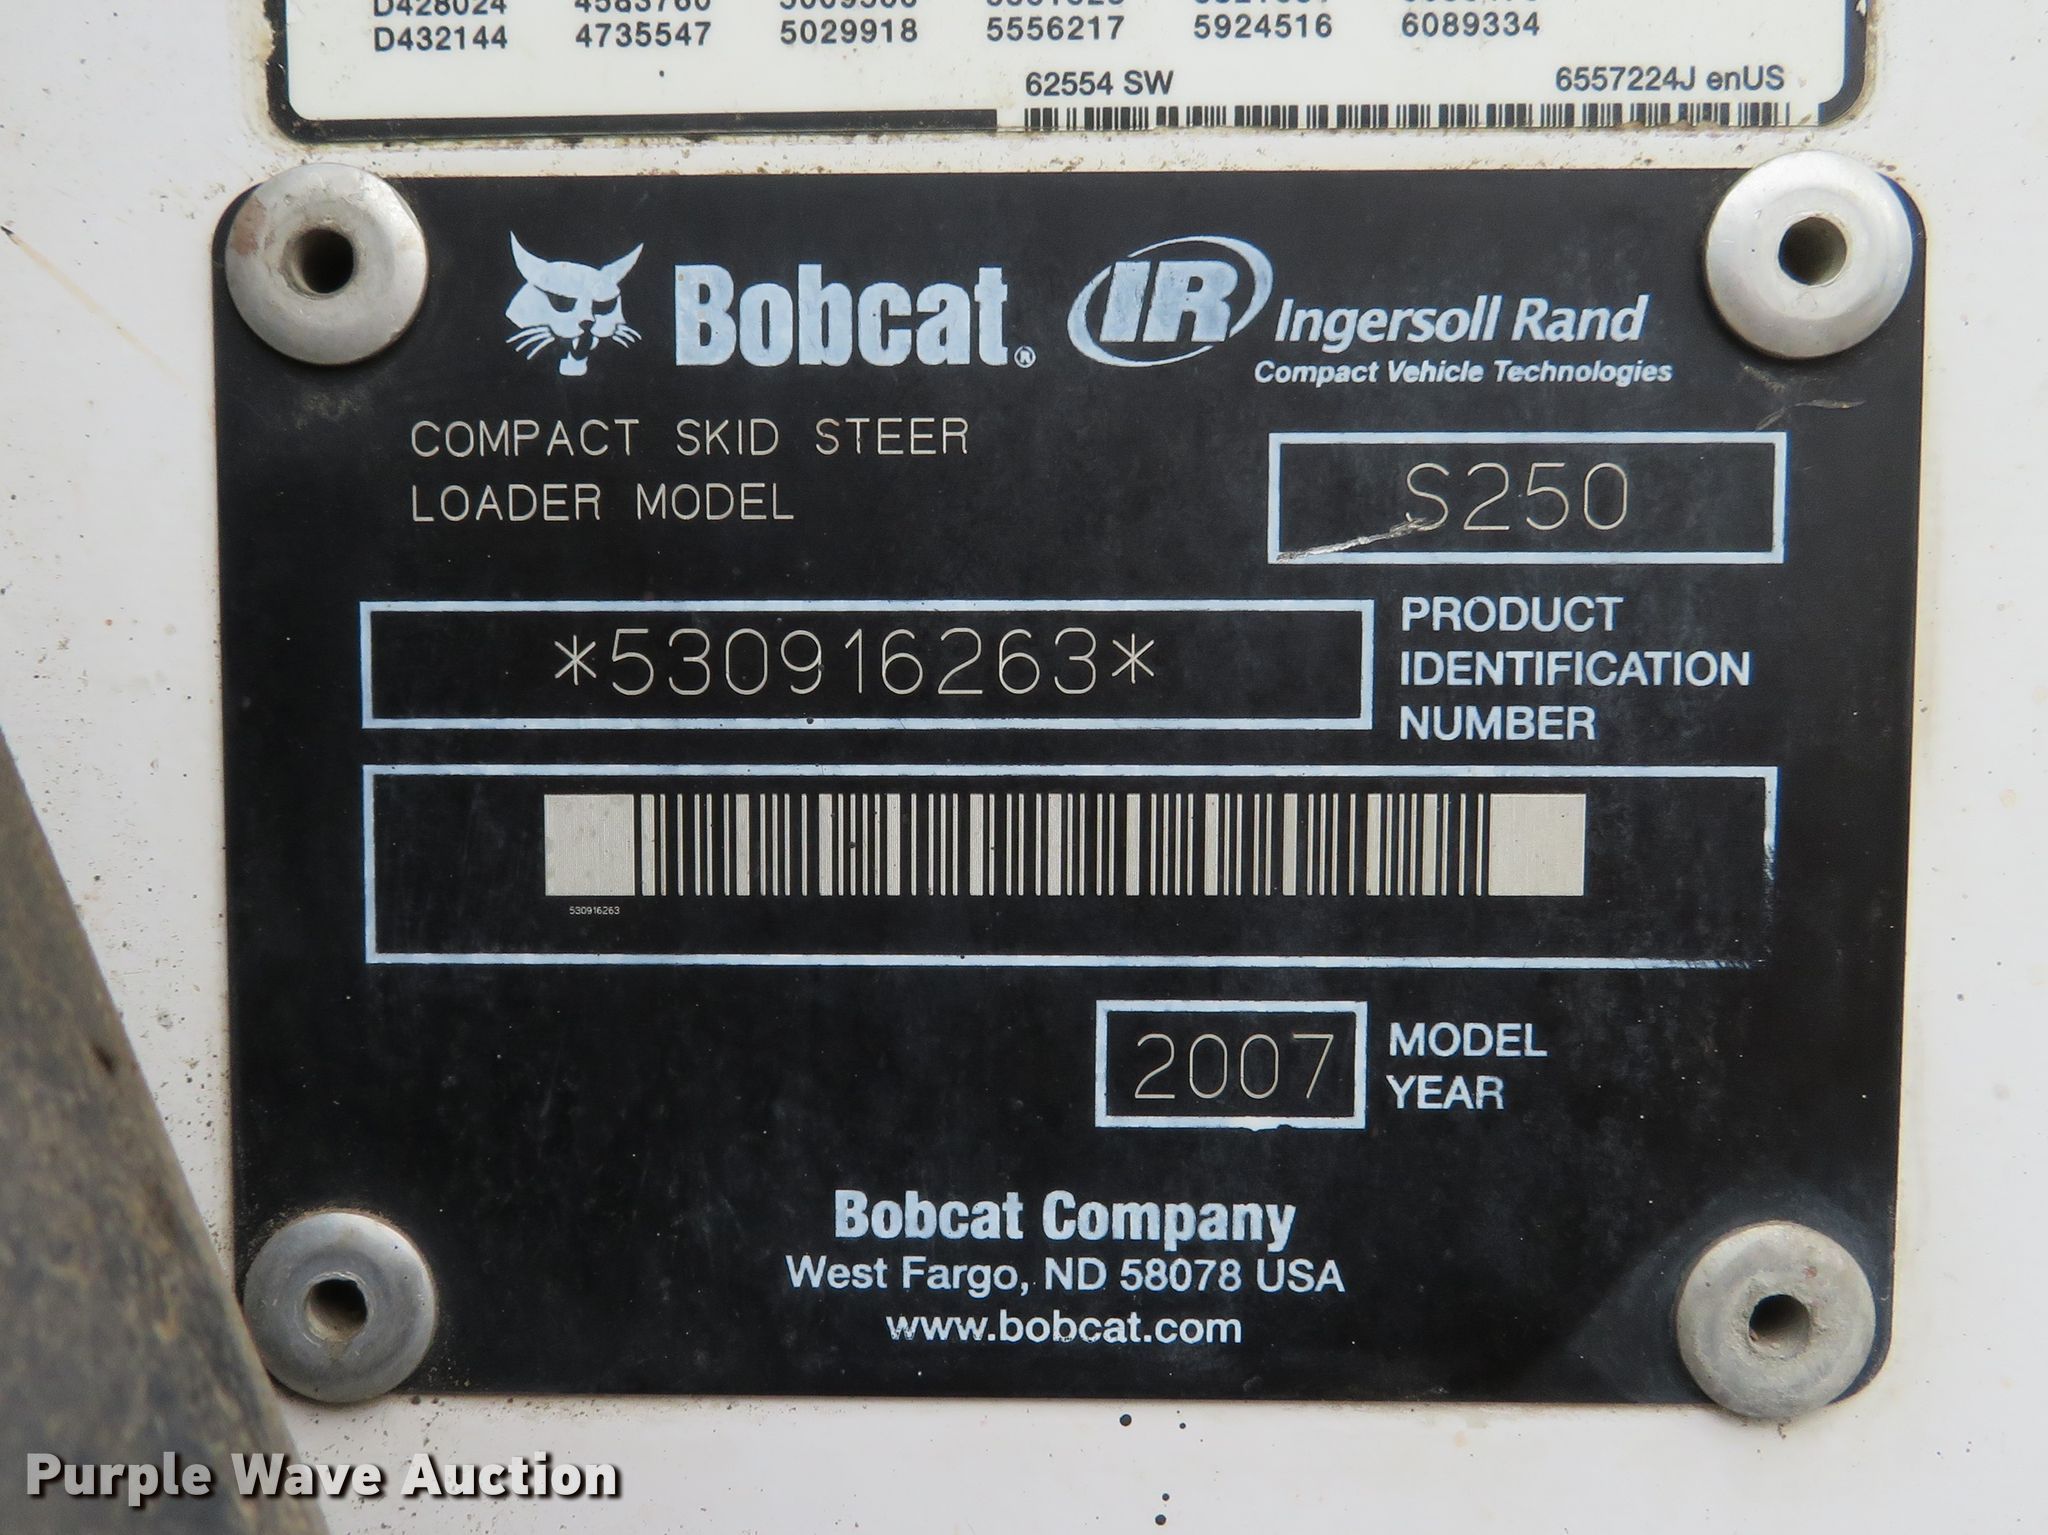 D432144 4735547 5029918 5556217 5924516 6089334
62554 SW 6557224J enUS
Bobcat® IR Ingersoll Rand
Compact Vehicle Technologies
COMPACT SKID STEER
LOADER MODEL
S250
*530916263*
PRODUCT
IDENTIFICATION
NUMBER
530916263
2007
MODEL
YEAR
Bobcat Company
West Fargo, ND 58078 USA
www.bobcat.com
Purple Wave Auction